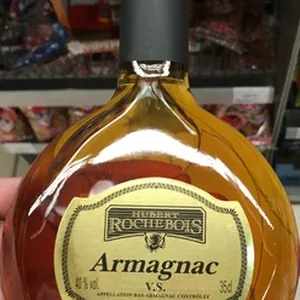 HUBERT
ROCHEBOIS
Armagnac
V.S.
40 % vol.
35cl
APPELLATION BAS-ARMAGNAC CONTRÔLÉE